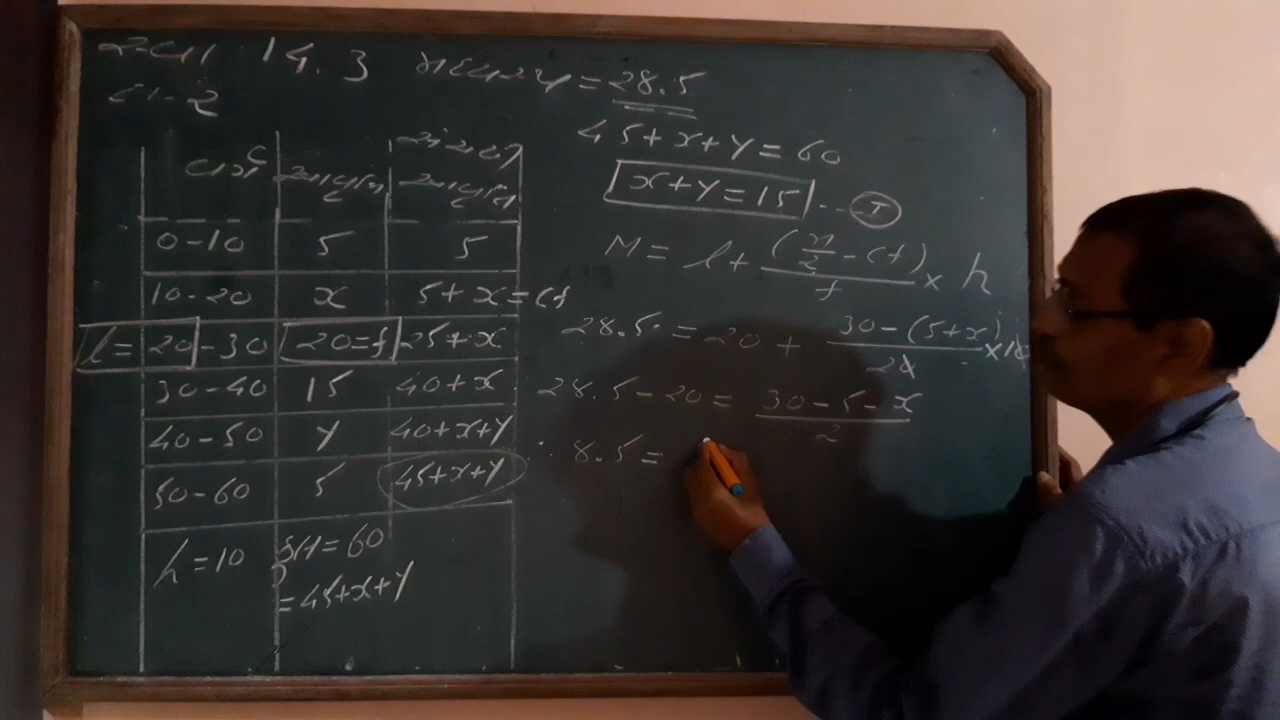 14.3 = 28.5
- 2
0-10 5 5
10-20 x 5+x=cf
l= 20-30 20=f 25+x
30-40 15 40+x
40-50 y 40+x+y
50-60 5 45+x+y
h=10 =60
=45+x+y
45+x+y=60
x+y=15 --- I
M= l+ (n/2 - cf)/f × h
28.5 = 20 + 30-(5+x)/20 ×10
28.5-20= 30-5-x/2
∴ 8.5 =